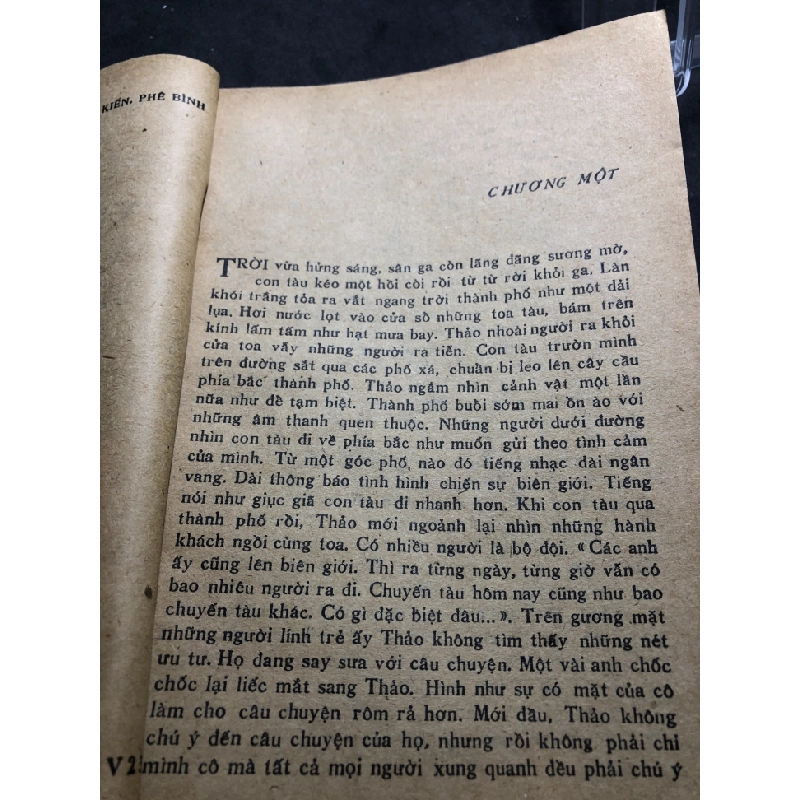 KIẾN, PHÊ BÌNH
CHƯƠNG MỘT
TRỜI vừa hửng sáng, sân ga còn lãng đãng sương mờ,
con tàu kéo một hồi còi rồi từ từ rời khỏi ga. Làn
khói trắng tỏa ra vắt ngang trời thành phố như một dải
lụa. Hơi nước lọt vào cửa sổ những toa tàu, bám trên
kính lấm tấm như hạt mưa bay. Thảo nhoài người ra khỏi
cửa toa vẫy những người ra tiễn. Con tàu trườn mình
trên đường sắt qua các phố xá, chuẩn bị leo lên cây cầu
phía bắc thành phố. Thảo ngắm nhìn cảnh vật một lần
nữa như để tạm biệt. Thành phố buổi sớm mai ồn ào với
những âm thanh quen thuộc. Những người dưới đường
nhìn con tàu đi về phía bắc như muốn gửi theo tình cảm
của mình. Từ một góc phố, nào đó tiếng nhạc đài ngân
vang. Đài thông báo tình hình chiến sự biên giới. Tiếng
nói như giục giã con tàu đi nhanh hơn. Khi con tàu qua
thành phố rồi, Thảo mới ngoảnh lại nhìn những hành
khách ngồi cùng toa. Có nhiều người là bộ đội. « Các anh
ấy cũng lên biên giới. Thì ra từng ngày, từng giờ vẫn có
bao nhiêu người ra đi. Chuyến tàu hôm nay cũng như bao
chuyến tàu khác. Có gì đặc biệt đâu... ». Trên gương mặt
những người lính trẻ ấy Thảo không tìm thấy những nét
ưu tư. Họ đang say sưa với câu chuyện. Một vài anh chốc
chốc lại liếc mắt sang Thảo. Hình như sự có mặt của cô
làm cho câu chuyện rôm rả hơn. Mới đầu, Thảo không
chú ý đến câu chuyện của họ, nhưng rồi không phải chỉ
V2 mình cô mà tất cả mọi người xung quanh đều phải chú ý